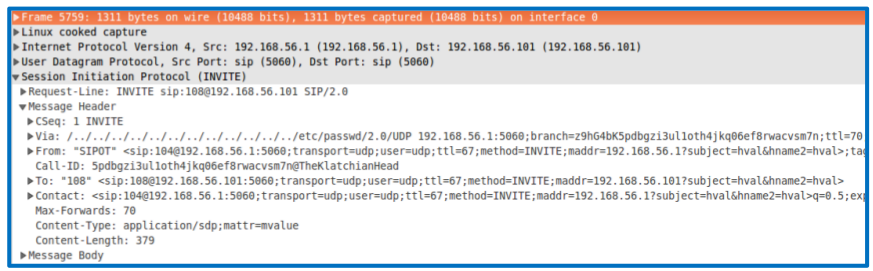 Frame 5759: 1311 bytes on wire (10488 bits), 1311 bytes captured (10488 bits) on interface 0
Linux cooked capture
Internet Protocol Version 4, Src: 192.168.56.1 (192.168.56.1), Dst: 192.168.56.101 (192.168.56.101)
User Datagram Protocol, Src Port: sip (5060), Dst Port: sip (5060)
Session Initiation Protocol (INVITE)
Request-Line: INVITE sip:108@192.168.56.101 SIP/2.0
Message Header
CSeq: 1 INVITE
Via: /../../../../../../../../../../../../etc/passwd/2.0/UDP 192.168.56.1:5060;branch=z9hG4bK5pdbgzi3ul1oth4jkq06ef8rwacvsm7n;ttl=70
From: "SIPOT" <sip:104@192.168.56.1:5060;transport=udp;user=udp;ttl=67;method=INVITE;maddr=192.168.56.1?subject=hval&hname2=hval>;tag
Call-ID: 5pdbgzi3ul1oth4jkq06ef8rwacvsm7n@TheKlatchianHead
To: "108" <sip:108@192.168.56.101:5060;transport=udp;user=udp;ttl=67;method=INVITE;maddr=192.168.56.101?subject=hval&hname2=hval>
Contact: <sip:104@192.168.56.1:5060;transport=udp;user=udp;ttl=67;method=INVITE;maddr=192.168.56.1?subject=hval&hname2=hval>q=0.5;exp
Max-Forwards: 70
Content-Type: application/sdp;mattr=mvalue
Content-Length: 379
Message Body